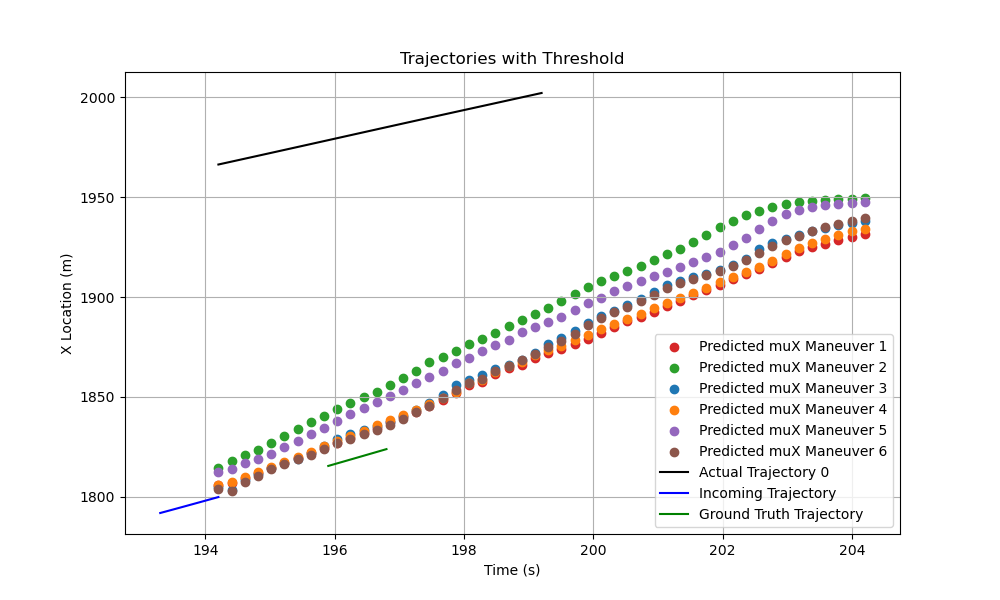 Trajectories with Threshold
X Location (m)
2000
1950
1900
1850
1800
194
196
198
200
202
204
Time (s)
Predicted muX Maneuver 1
Predicted muX Maneuver 2
Predicted muX Maneuver 3
Predicted muX Maneuver 4
Predicted muX Maneuver 5
Predicted muX Maneuver 6
Actual Trajectory 0
Incoming Trajectory
Ground Truth Trajectory